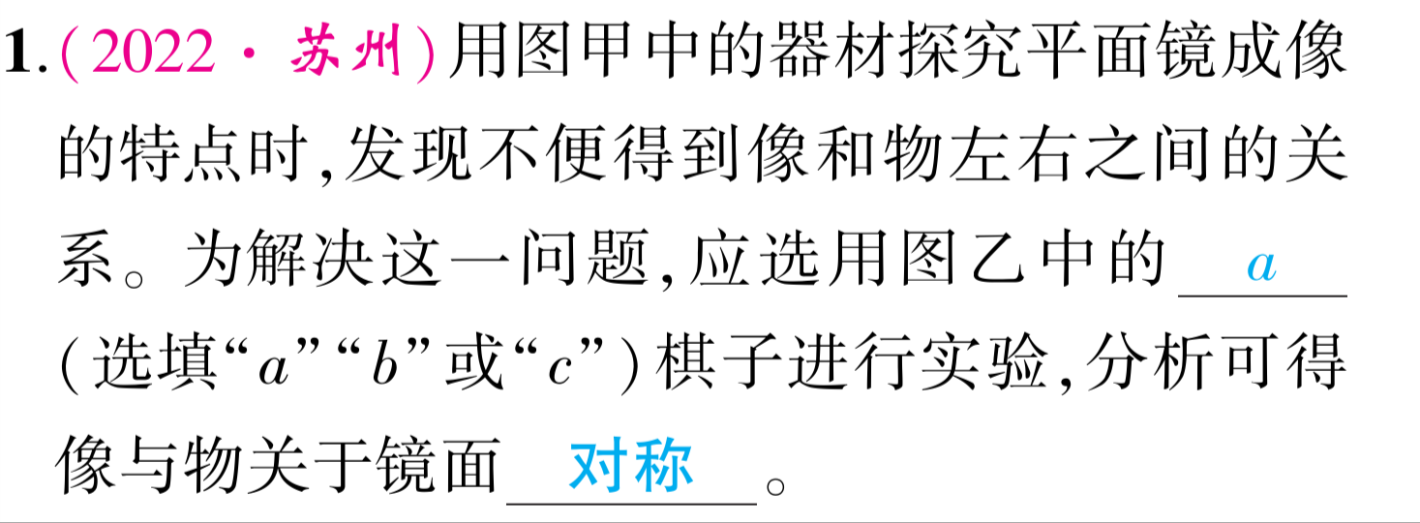 1.(2022·苏州)用图甲中的器材探究平面镜成像
的特点时,发现不便得到像和物左右之间的关
系。为解决这一问题,应选用图乙中的 a
(选填“a”“b”或“c”)棋子进行实验,分析可得
像与物关于镜面 对称 。